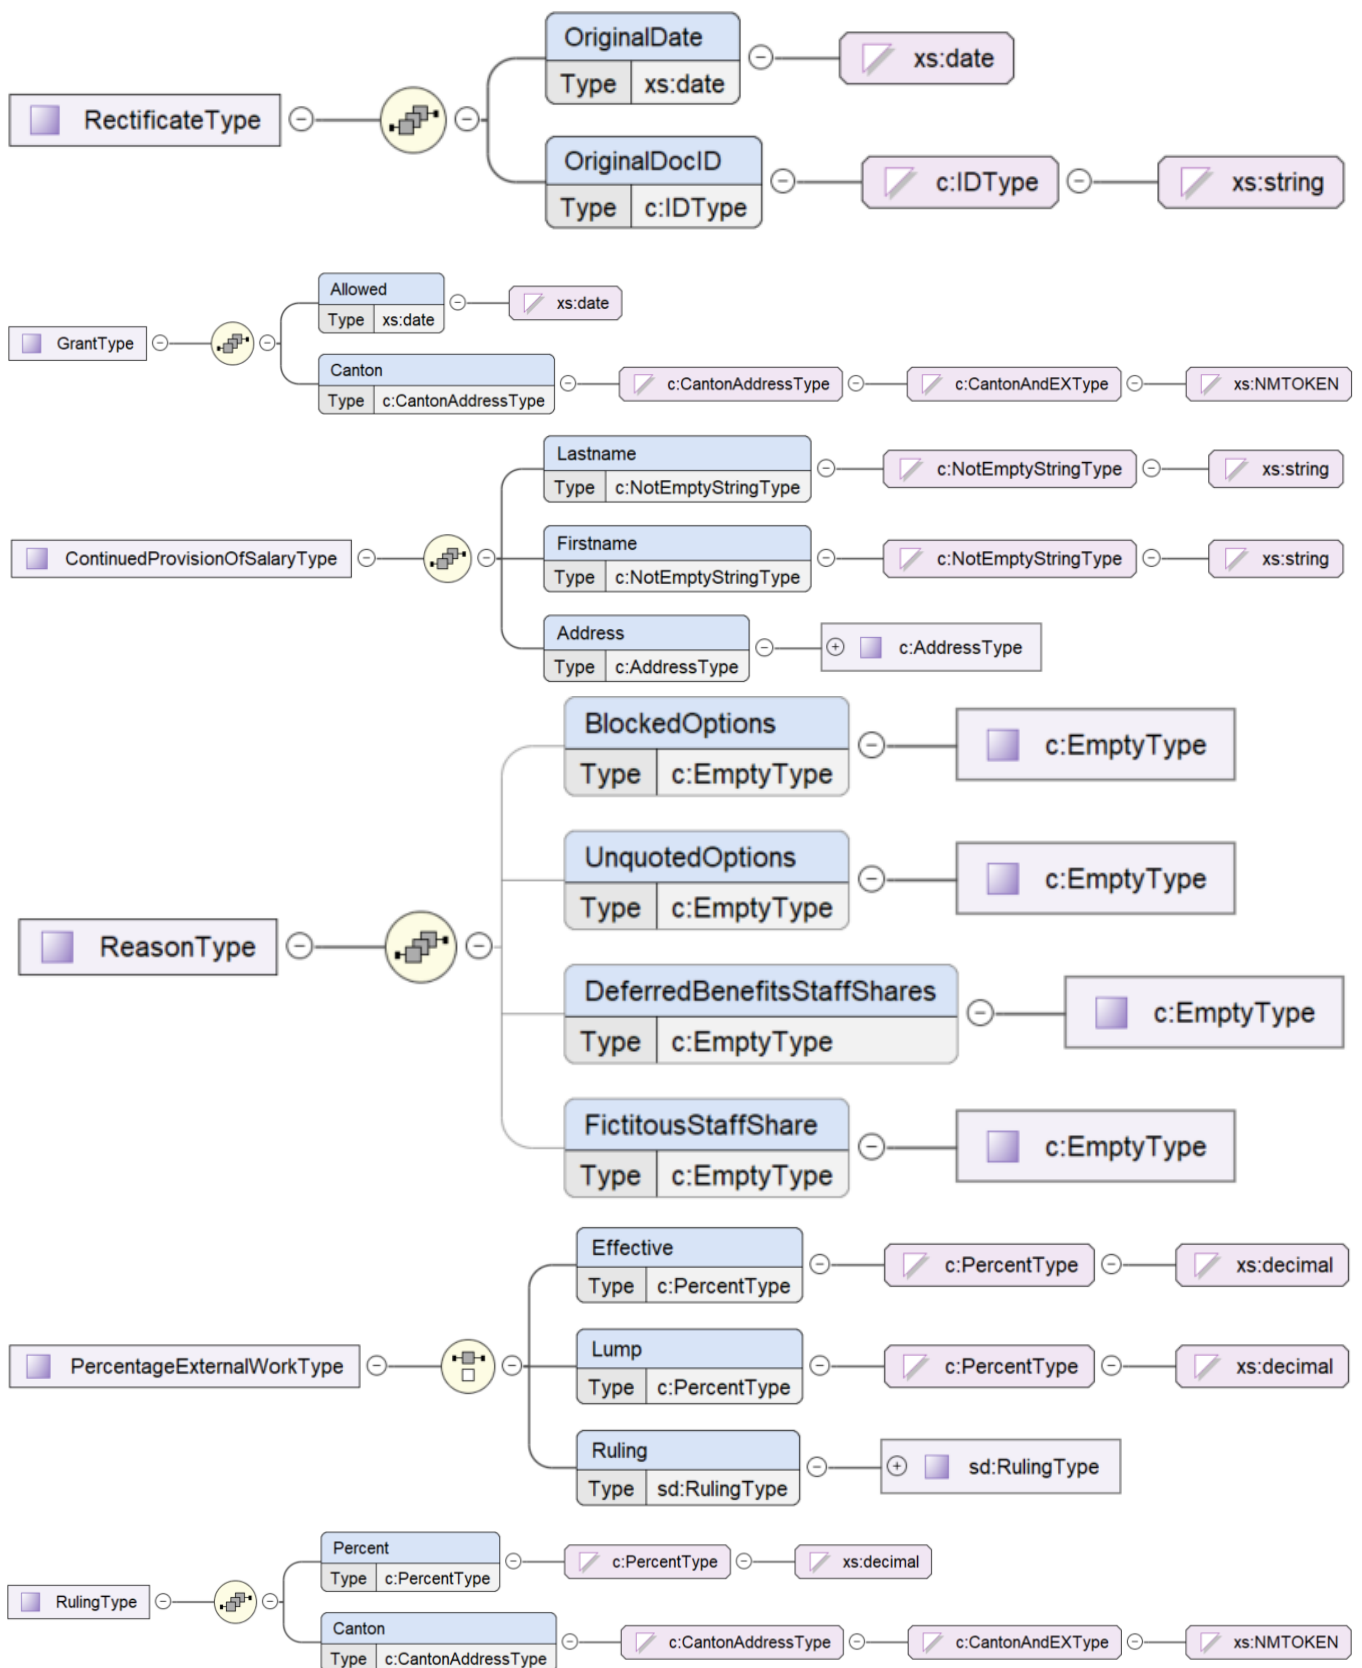 OriginalDate
Type xs:date
xs:date
RectificateType
OriginalDocID
Type c:IDType
c:IDType
xs:string
Allowed
Type xs:date
xs:date
GrantType
Canton
Type c:CantonAddressType
c:CantonAddressType
c:CantonAndEXType
xs:NMTOKEN
Lastname
Type c:NotEmptyStringType
c:NotEmptyStringType
xs:string
ContinuedProvisionOfSalaryType
Firstname
Type c:NotEmptyStringType
c:NotEmptyStringType
xs:string
Address
Type c:AddressType
c:AddressType
BlockedOptions
Type c:EmptyType
c:EmptyType
UnquotedOptions
Type c:EmptyType
c:EmptyType
ReasonType
DeferredBenefitsStaffShares
Type c:EmptyType
c:EmptyType
FictitousStaffShare
Type c:EmptyType
c:EmptyType
Effective
Type c:PercentType
c:PercentType
xs:decimal
PercentageExternalWorkType
Lump
Type c:PercentType
c:PercentType
xs:decimal
Ruling
Type sd:RulingType
sd:RulingType
Percent
Type c:PercentType
c:PercentType
xs:decimal
RulingType
Canton
Type c:CantonAddressType
c:CantonAddressType
c:CantonAndEXType
xs:NMTOKEN